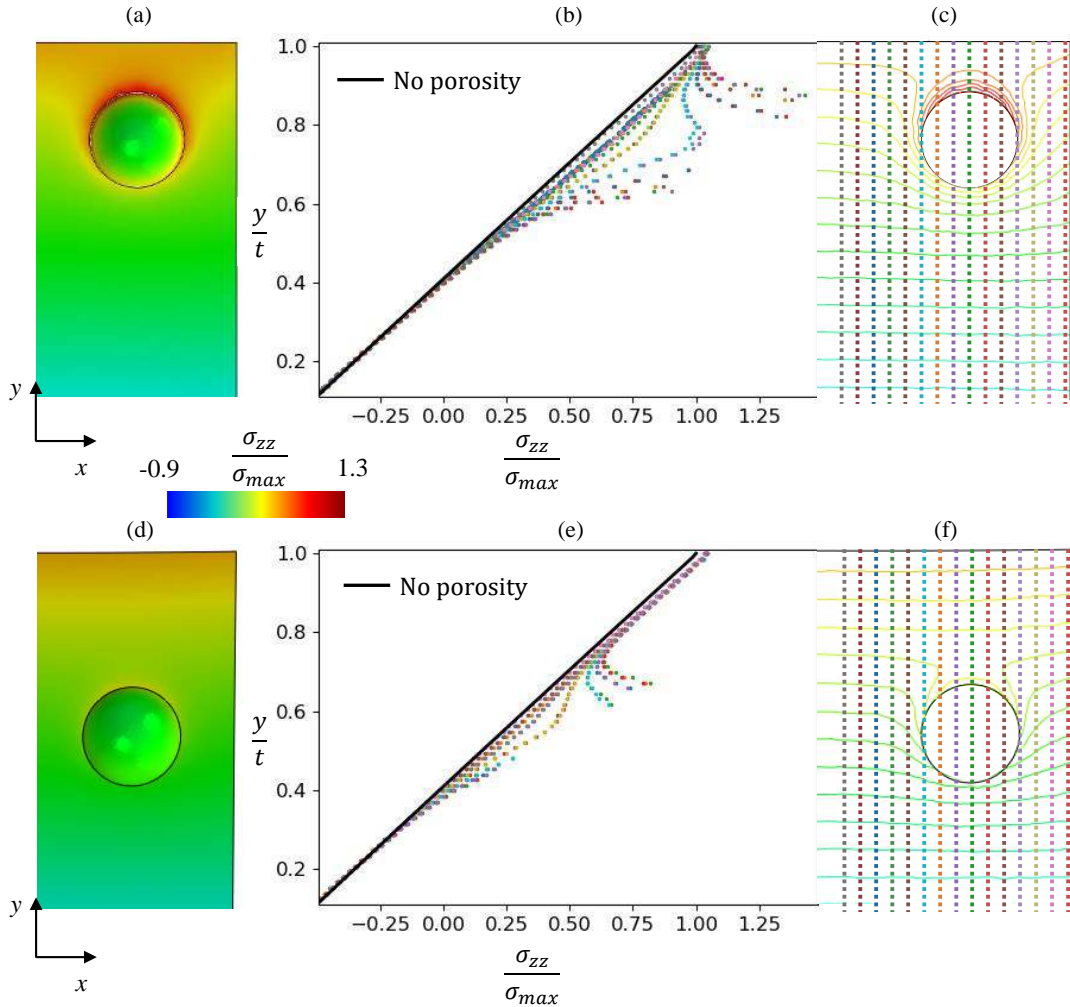 (a)
(b)
(c)
1.0
0.8
0.6
0.4
0.2
No porosity
y
t
−0.25 0.00 0.25 0.50 0.75 1.00 1.25
σzz
σmax
y
x
-0.9
σzz
σmax
1.3
(d)
(e)
(f)
1.0
0.8
0.6
0.4
0.2
No porosity
y
t
−0.25 0.00 0.25 0.50 0.75 1.00 1.25
σzz
σmax
y
x